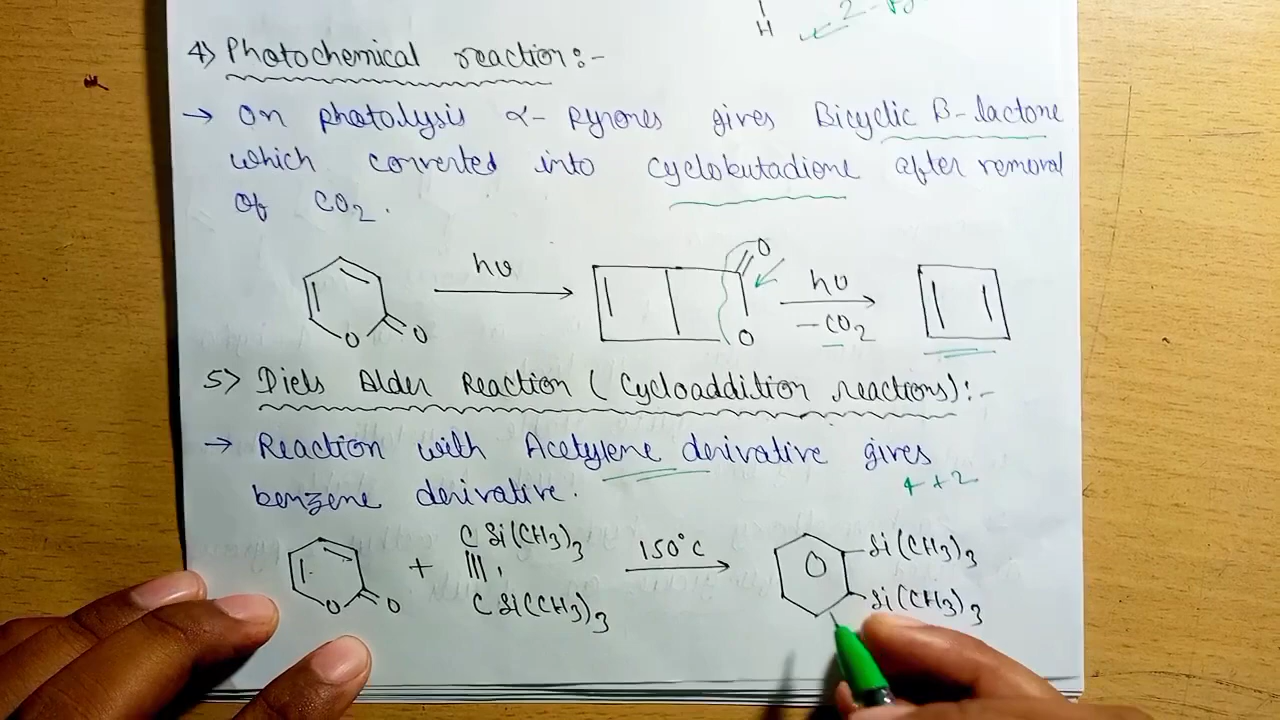 H
4) Photochemical reaction:-
→ On photolysis α- Pyrones gives Bicyclic β- lactone
which converted into Cyclobutadione after removal
of CO2.
O
hυ
hυ
O
O
O
-CO2
5) Diels Alder Reaction (Cycloaddition reactions):-
→ Reaction with Acetylene derivative gives
benzene derivative.
4+2
C Si(CH3)3
150°C
Si(CH3)3
+
O
O
C Si(CH3)3
Si(CH3)3